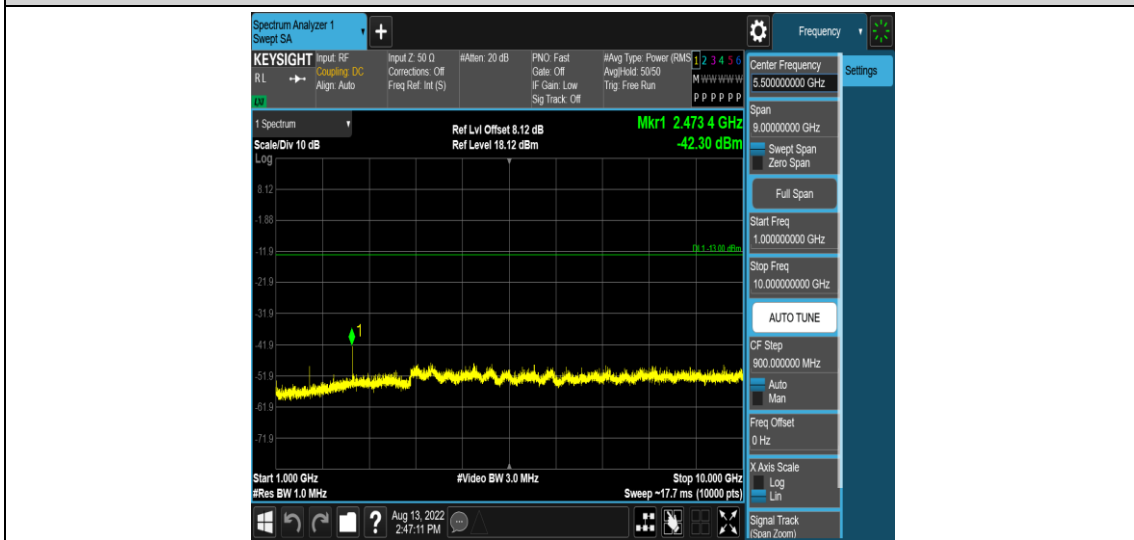 Spectrum Analyzer 1
Swept SA
+
Frequency
KEYSIGHT
RL
LM
Input: RF
Coupling: DC
Align: Auto
Input Z: 50 Ω
Corrections: Off
Freq Ref: Int (S)
#Atten: 20 dB
PNO: Fast
Gate: Off
IF Gain: Low
Sig Track: Off
#Avg Type: Power (RMS
Avg|Hold: 50/50
Trig: Free Run
1 2 3 4 5 6
M W W W W W
P P P P P P
1 Spectrum
Scale/Div 10 dB
Ref Lvl Offset 8.12 dB
Ref Level 18.12 dBm
Mkr1 2.473 4 GHz
-42.30 dBm
Log
8.12
-1.88
-11.9
DL1 -13.00 dBm
-21.9
-31.9
1
-41.9
-51.9
-61.9
-71.9
Start 1.000 GHz
#Res BW 1.0 MHz
#Video BW 3.0 MHz
Stop 10.000 GHz
Sweep ~17.7 ms (10000 pts)
Aug 13, 2022
2:47:11 PM
?
Center Frequency
5.500000000 GHz
Settings
Span
9.00000000 GHz
Swept Span
Zero Span
Full Span
Start Freq
1.000000000 GHz
Stop Freq
10.000000000 GHz
AUTO TUNE
CF Step
900.000000 MHz
Auto
Man
Freq Offset
0 Hz
X Axis Scale
Log
Lin
Signal Track
(Span Zoom)